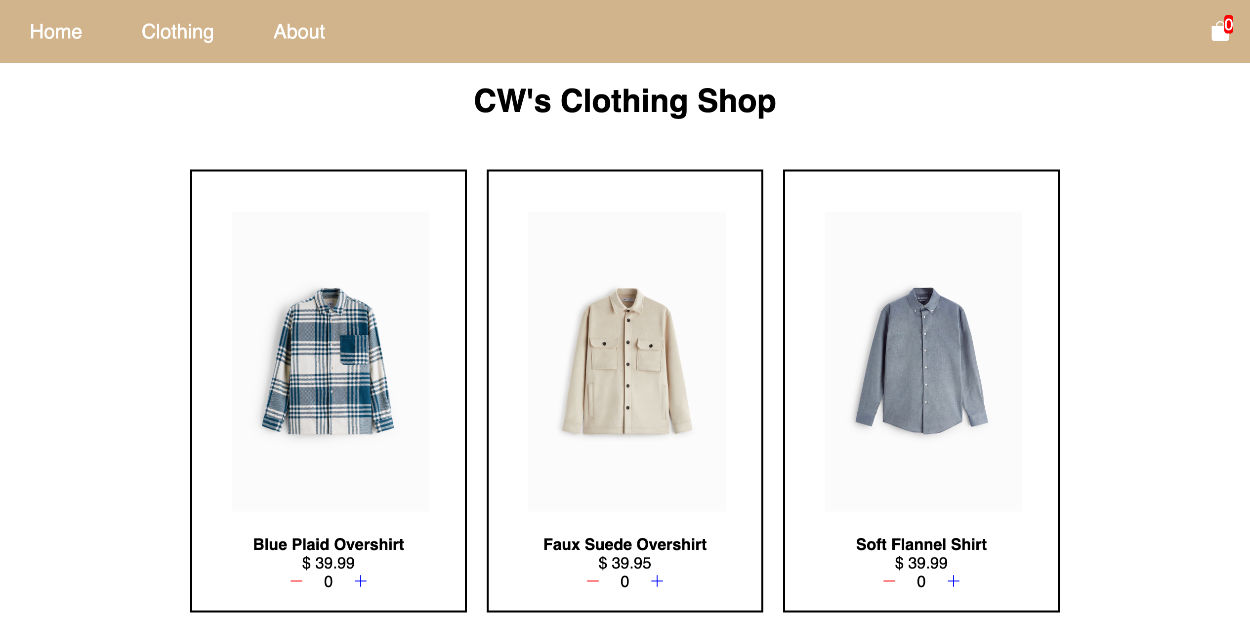 Home Clothing About 0
CW's Clothing Shop
Blue Plaid Overshirt
$ 39.99
0
Faux Suede Overshirt
$ 39.95
0
Soft Flannel Shirt
$ 39.99
0